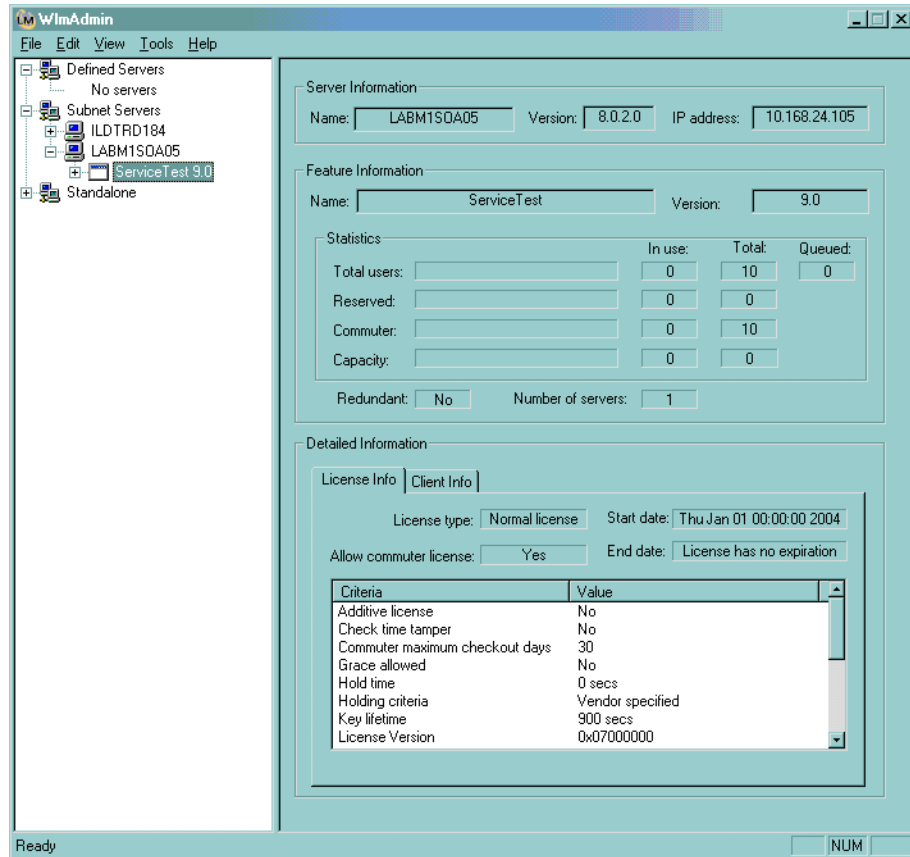 WlmAdmin
File Edit View Tools Help
Defined Servers
No servers
Subnet Servers
ILDTRD184
LABM1SOA05
ServiceTest 9.0
Standalone
Server Information
Name: LABM1SOA05 Version: 8.0.2.0 IP address: 10.168.24.105
Feature Information
Name: ServiceTest Version: 9.0
Statistics
In use: Total: Queued:
Total users: 0 10 0
Reserved: 0 0
Commuter: 0 10
Capacity: 0 0
Redundant: No Number of servers: 1
Detailed Information
License Info Client Info
License type: Normal license Start date: Thu Jan 01 00:00:00 2004
Allow commuter license: Yes End date: License has no expiration
Criteria Value
Additive license No
Check time tamper No
Commuter maximum checkout days 30
Grace allowed No
Hold time 0 secs
Holding criteria Vendor specified
Key lifetime 900 secs
License Version 0x07000000
Ready NUM